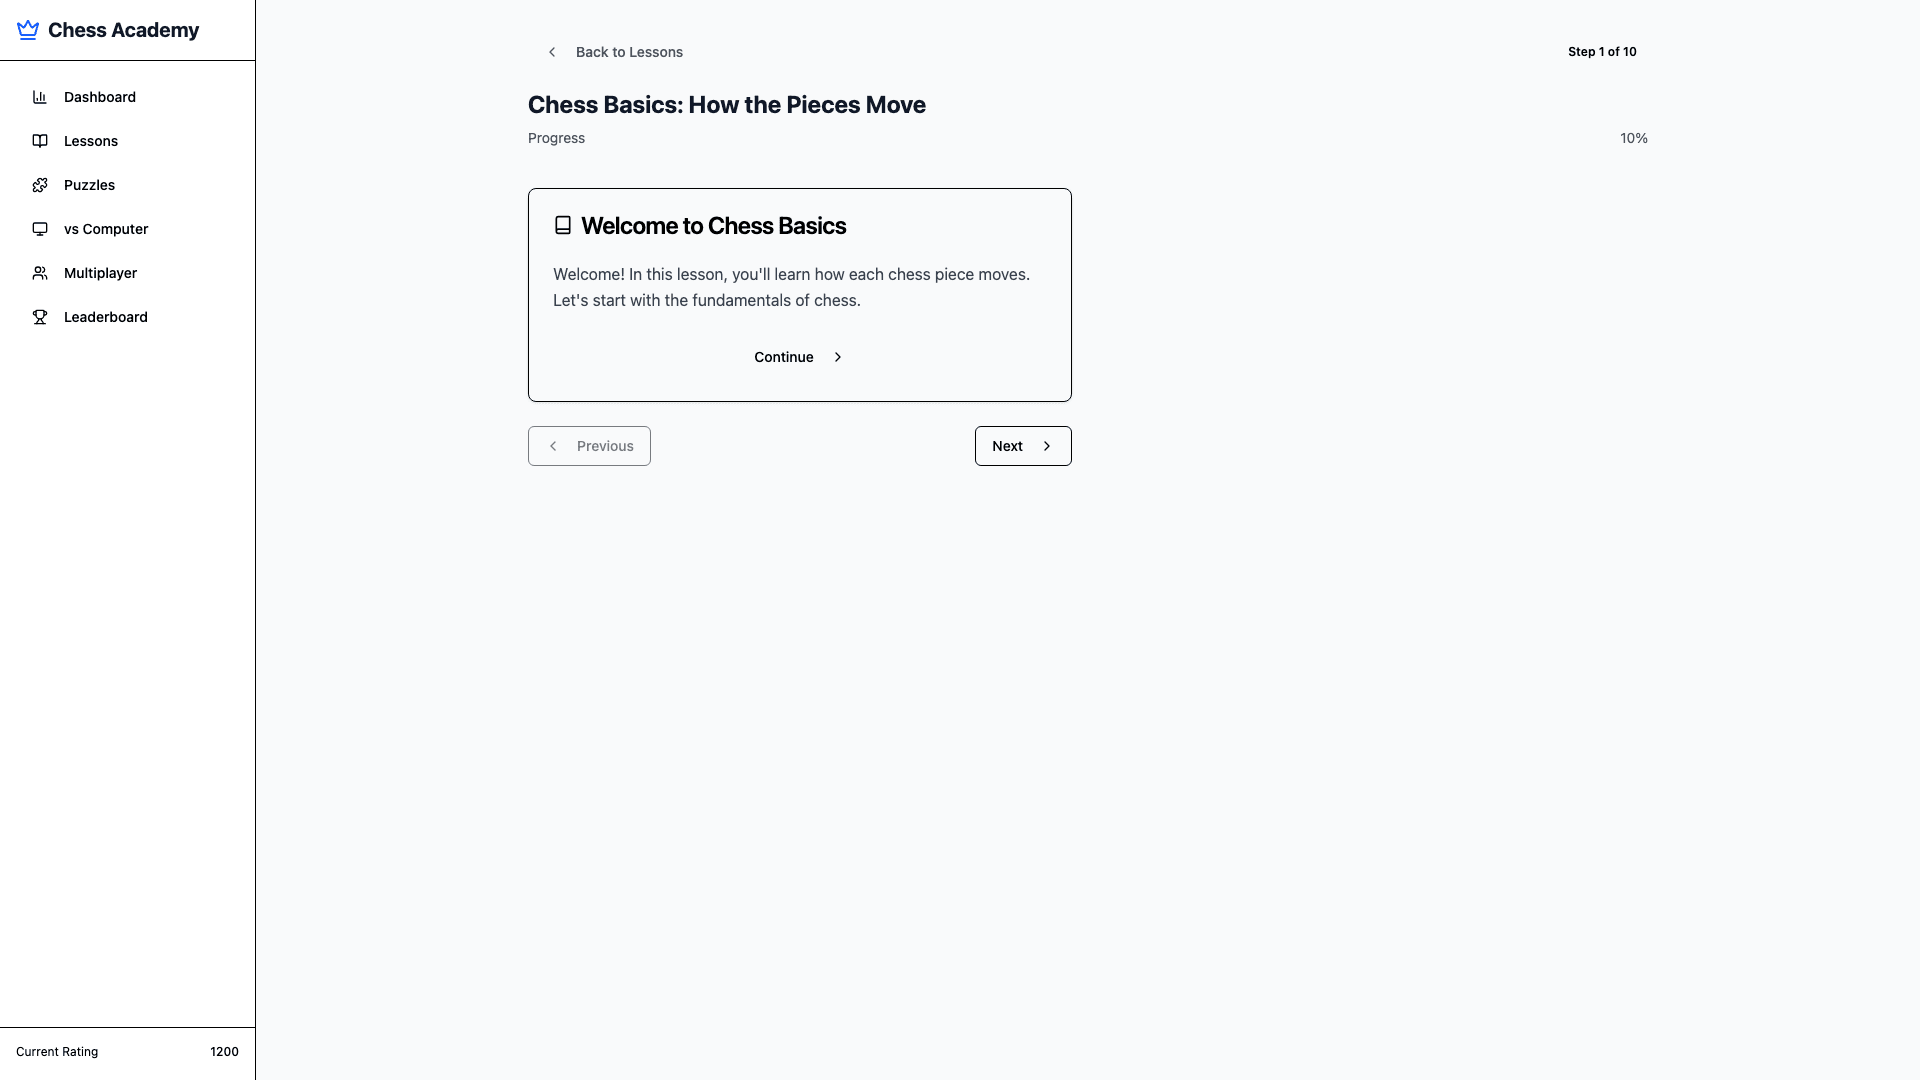 Chess Academy
Dashboard
Lessons
Puzzles
vs Computer
Multiplayer
Leaderboard
Current Rating 1200
Back to Lessons
Step 1 of 10
Chess Basics: How the Pieces Move
Progress 10%
Welcome to Chess Basics
Welcome! In this lesson, you'll learn how each chess piece moves.
Let's start with the fundamentals of chess.
Continue
Previous
Next